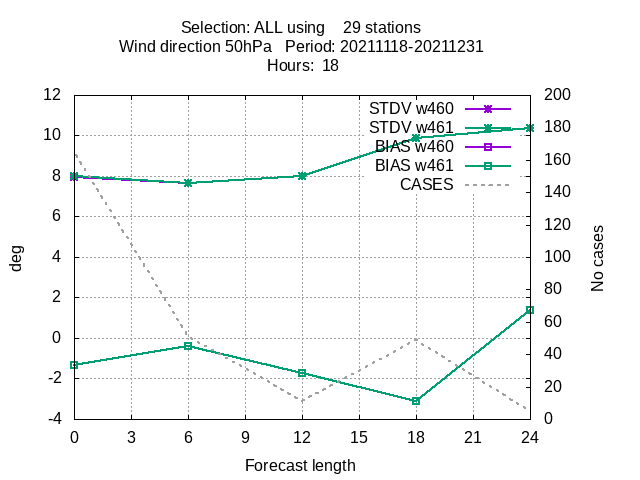 Selection: ALL using    29 stations
Wind direction 50hPa   Period: 20211118-20211231
Hours:  18
STDV w460
STDV w461
BIAS w460
BIAS w461
CASES
12
10
8
6
4
2
0
-2
-4
200
180
160
140
120
100
80
60
40
20
0
deg
No cases
0 3 6 9 12 15 18 21 24
Forecast length